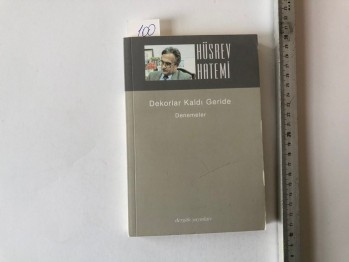 100
HÜSREV
HATEMİ
Dekorlar Kaldı Geride
Denemeler